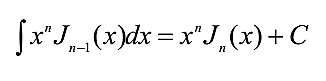 ∫xⁿJₙ₋₁(x)dx = xⁿJₙ(x) + C